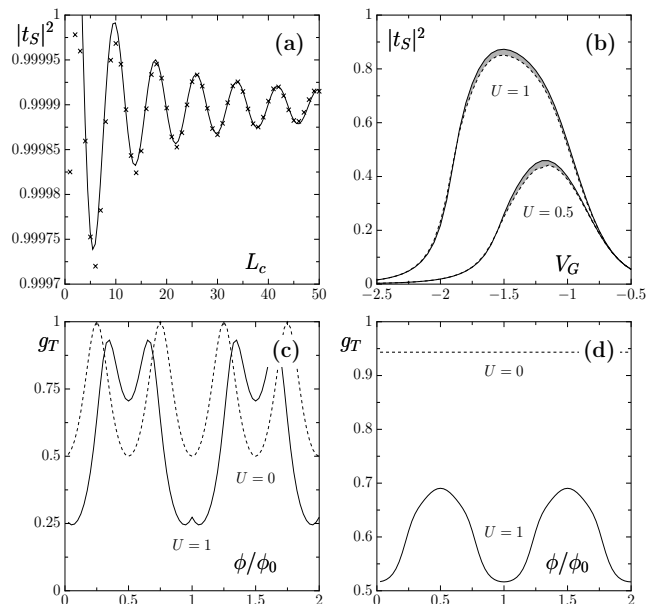 |t_S|^2
(a)
0.99995
0.9999
0.99985
0.9998
0.99975
0.9997
0
10
20
30
40
50
L_c
|t_S|^2
(b)
1
0.8
0.6
0.4
0.2
0
U = 1
U = 0.5
V_G
−2.5
−2
−1.5
−1
−0.5
g_T
(c)
1
0.75
0.5
0.25
0
U = 0
U = 1
ϕ/ϕ_0
0
0.5
1
1.5
2
g_T
(d)
1
0.9
0.8
0.7
0.6
0.5
U = 0
U = 1
ϕ/ϕ_0
0
0.5
1
1.5
2